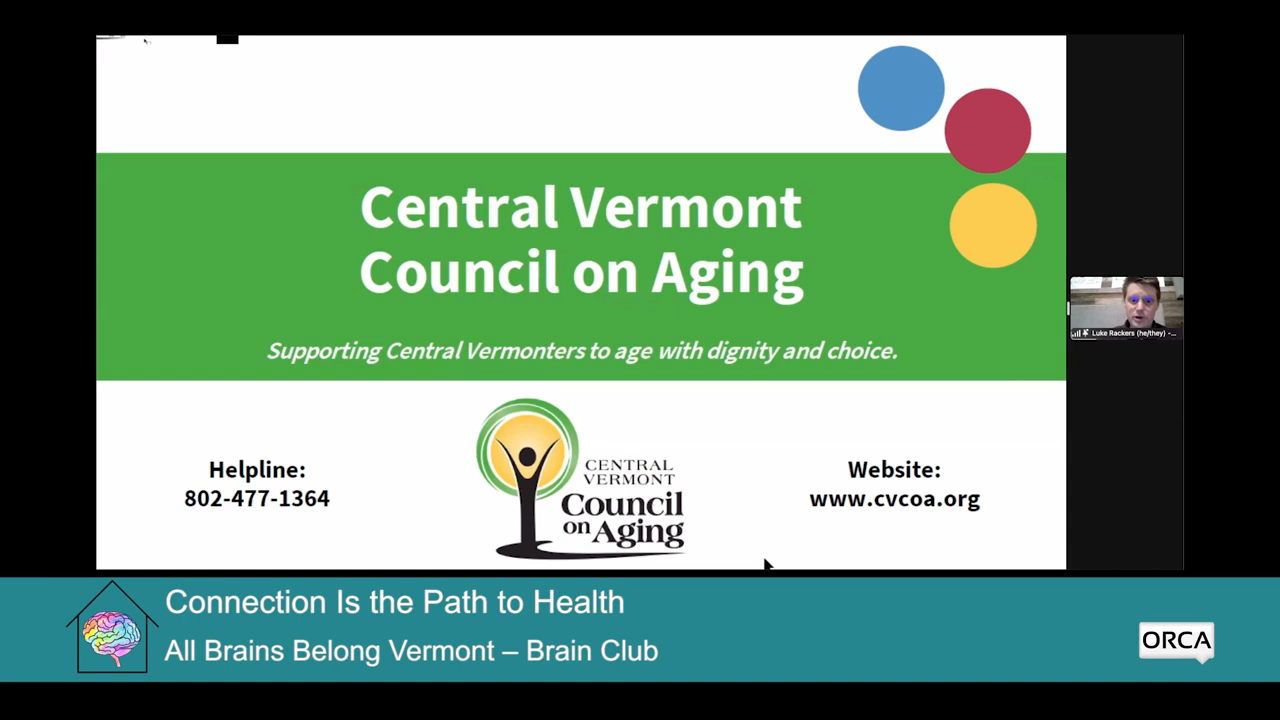 Central Vermont
Council on Aging
Supporting Central Vermonters to age with dignity and choice.
Helpline:
802-477-1364
CENTRAL
VERMONT
Council
on Aging
Website:
www.cvcoa.org
Luke Rackers (he/they) -...
Connection Is the Path to Health
All Brains Belong Vermont – Brain Club
ORCA